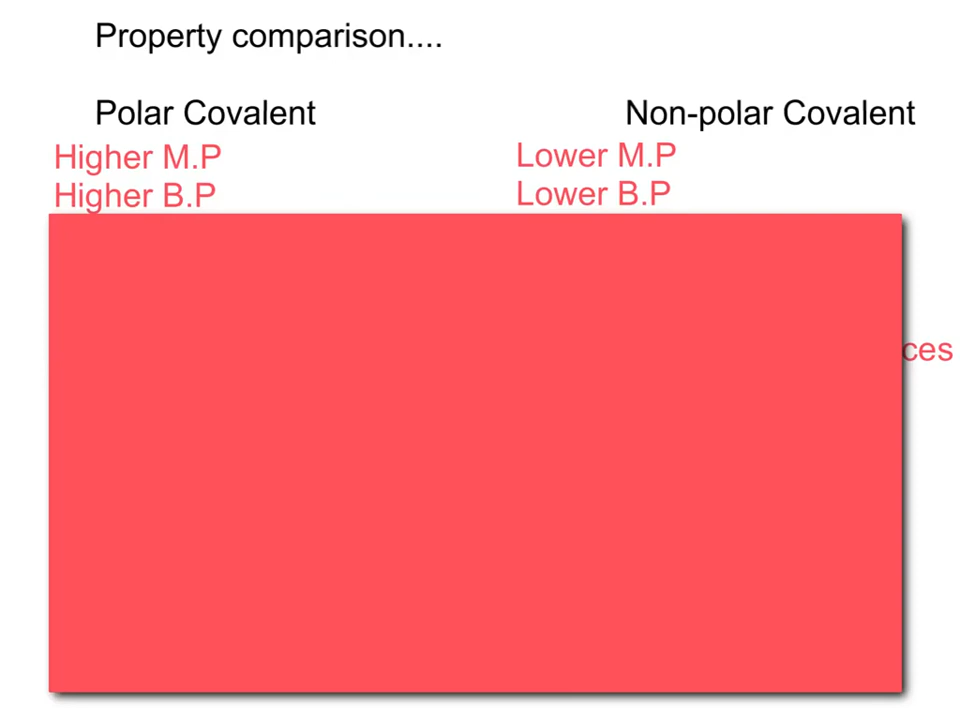 Property comparison....
Polar Covalent
Non-polar Covalent
Higher M.P
Lower M.P
Higher B.P
Lower B.P
ces